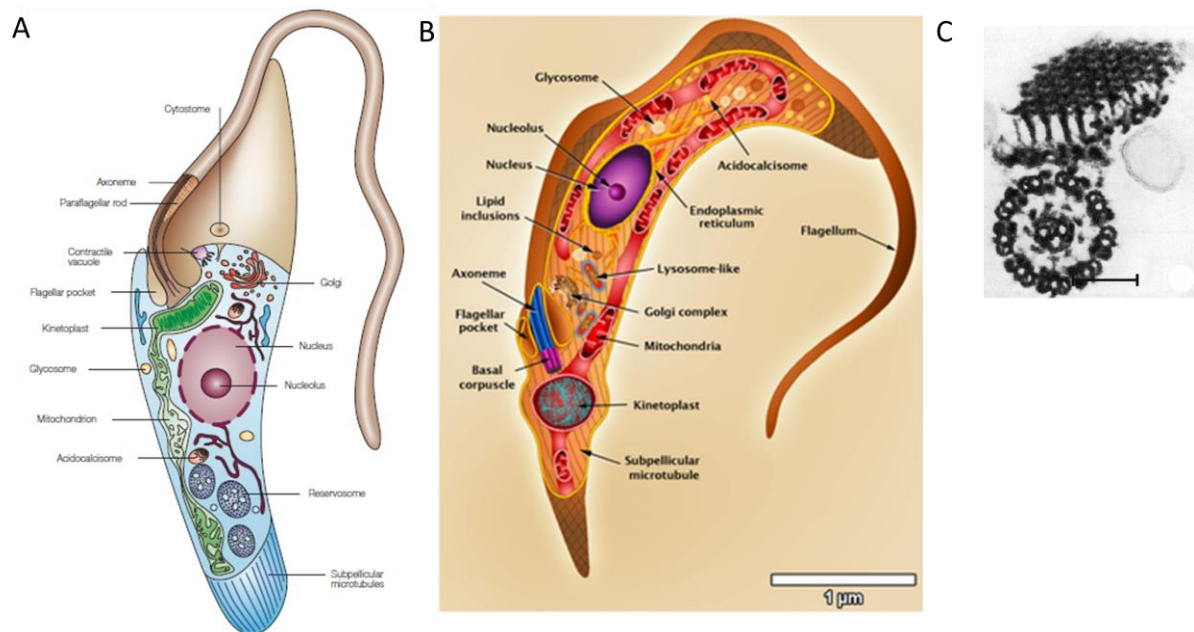 A
Cytostome
Axoneme
Paraflagellar rod
Contractile
vacuole
Golgi
Flagellar pocket
Kinetoplast
Nucleus
Glycosome
Nucleolus
Mitochondrion
Acidocalcisome
Reservosome
Subpellicular
microtubules
B
Glycosome
Nucleolus
Nucleus
Acidocalcisome
Lipid
inclusions
Endoplasmic
reticulum
Flagellum
Axoneme
Lysosome-like
Golgi complex
Flagellar
pocket
Mitochondria
Basal
corpuscle
Kinetoplast
Subpellicular
microtubule
1 µm
C